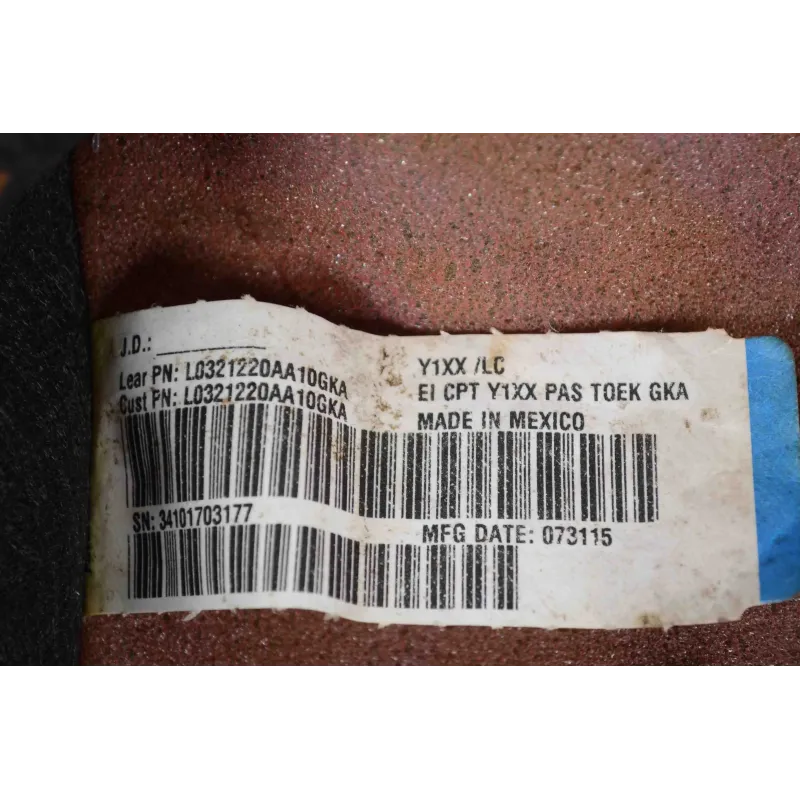 J.D.:
Lear PN: L0321220AA10GKA
Cust PN: L0321220AA10GKA
SN: 34101703177
Y1XX /LC
EI CPT Y1XX PAS TOEK GKA
MADE IN MEXICO
MFG DATE: 073115